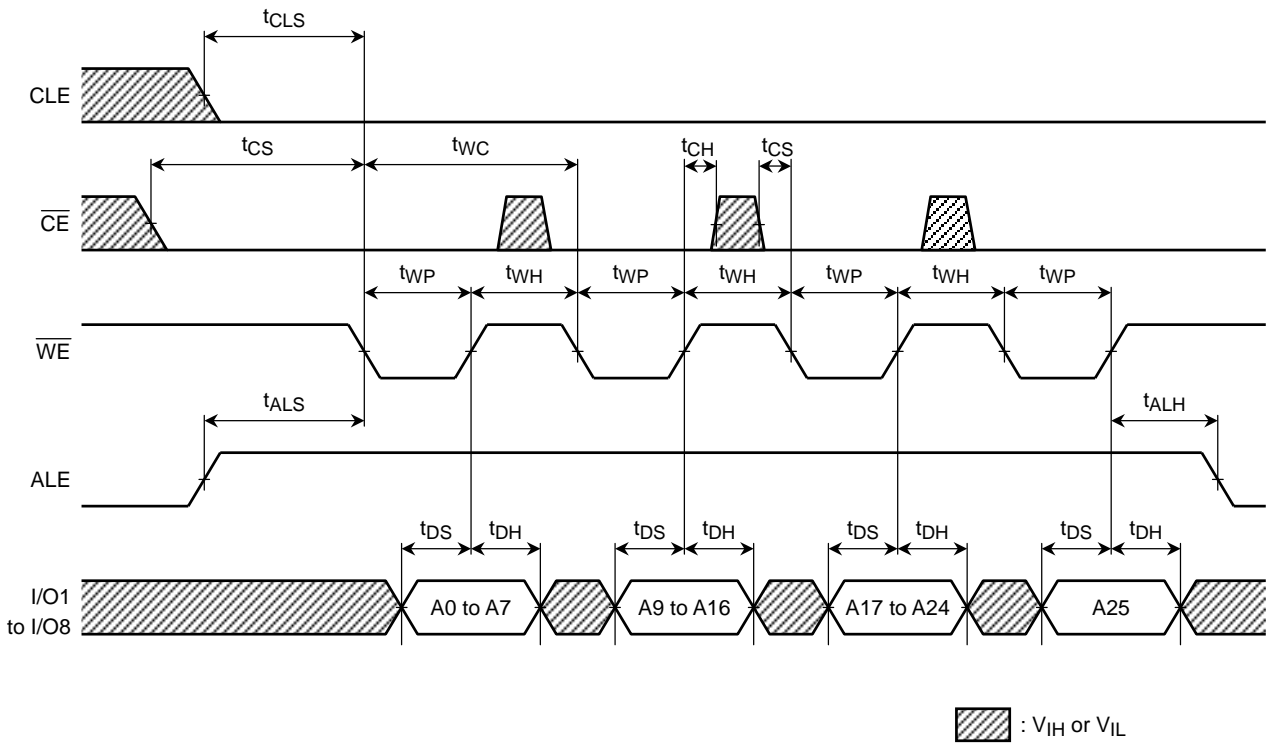 tCLS
CLE
tCS tWC tCH tCS
CE
tWP tWH tWP tWH tWP tWH tWP
WE
tALS tALH
ALE
tDS tDH tDS tDH tDS tDH tDS tDH
I/O1
to I/O8
A0 to A7 A9 to A16 A17 to A24 A25
: VIH or VIL